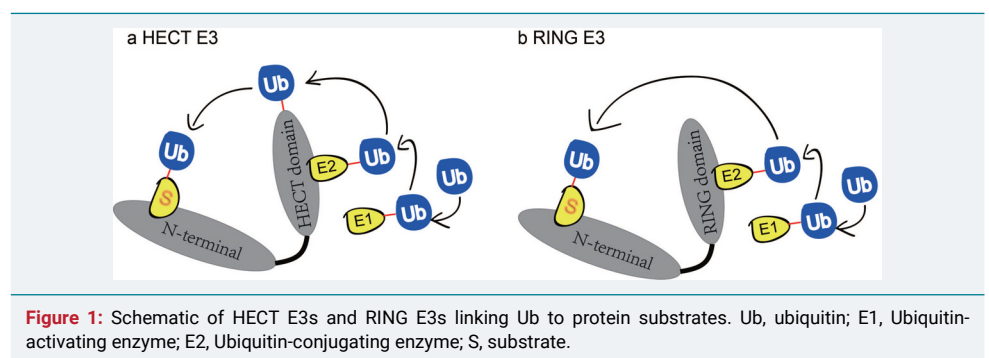 a HECT E3
b RING E3
Ub
Ub
HECT domain
E2
Ub
Ub
S
N-terminal
E1
Ub
Ub
RING domain
E2
Ub
Ub
S
N-terminal
E1
Ub
Figure 1: Schematic of HECT E3s and RING E3s linking Ub to protein substrates. Ub, ubiquitin; E1, Ubiquitin-
activating enzyme; E2, Ubiquitin-conjugating enzyme; S, substrate.